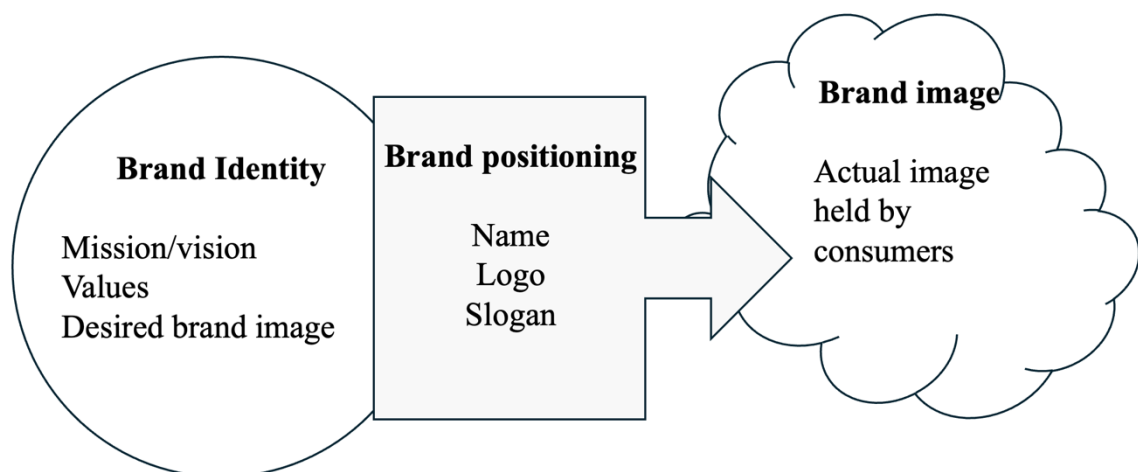 Brand Identity
Mission/vision
Values
Desired brand image
Brand positioning
Name
Logo
Slogan
Brand image
Actual image
held by
consumers